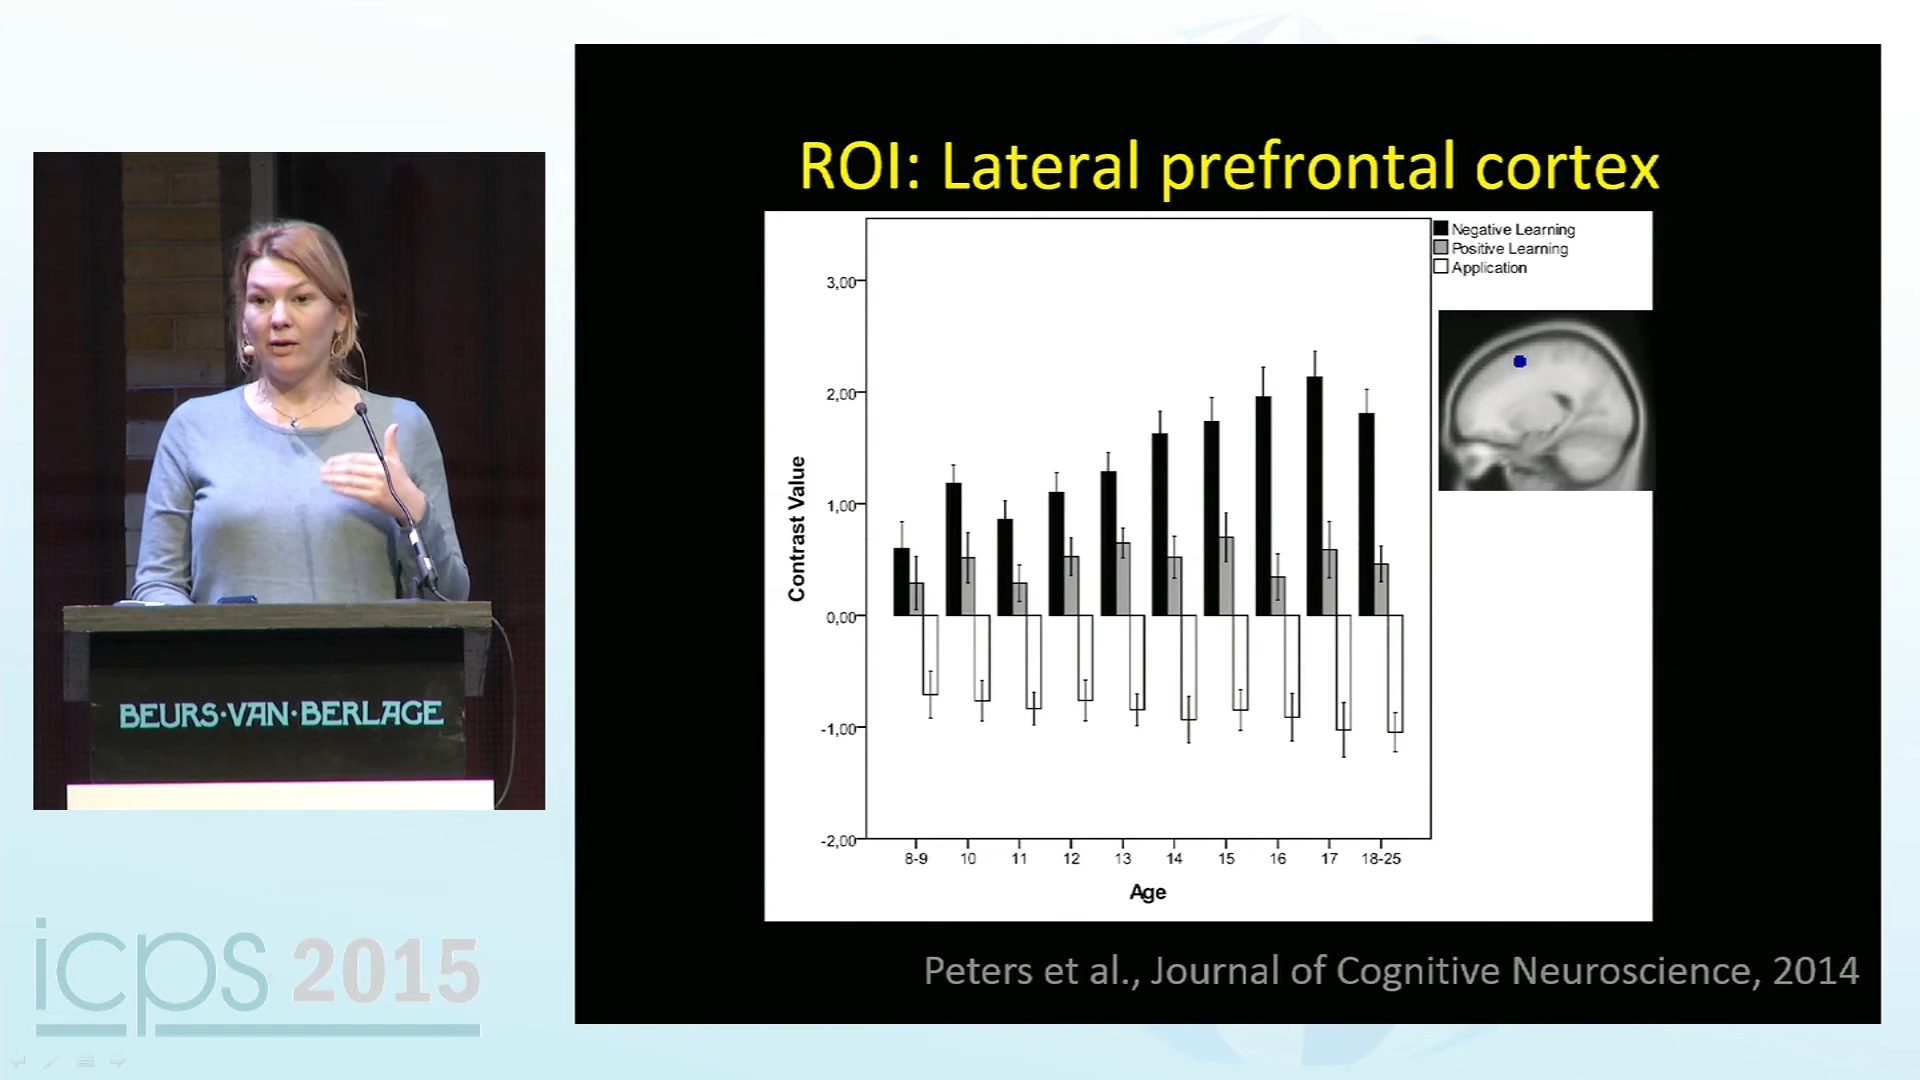 ROI: Lateral prefrontal cortex
Negative Learning
Positive Learning
Application
3,00
2,00
1,00
0,00
-1,00
-2,00
Contrast Value
8-9 10 11 12 13 14 15 16 17 18-25
Age
Peters et al., Journal of Cognitive Neuroscience, 2014
BEURS·VAN·BERLAGE
icps 2015